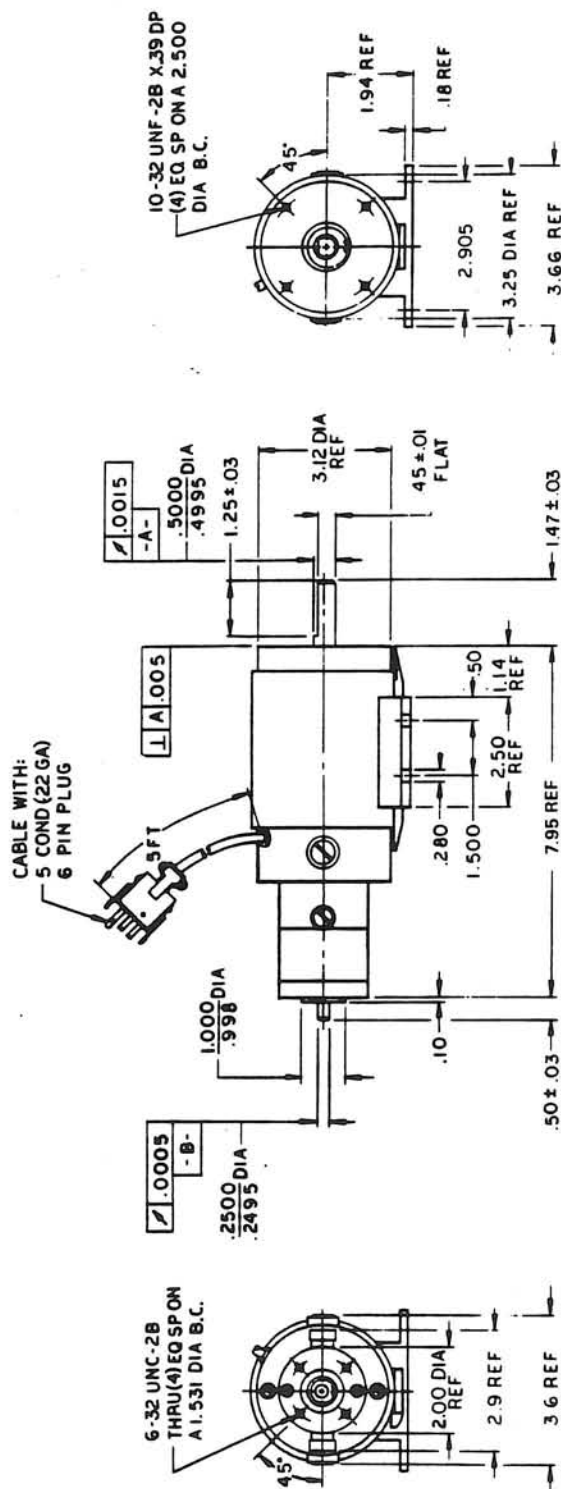 6-32 UNC-2B
THRU(4) EQ SP ON
A 1.531 DIA B.C.
45°
2.00 DIA
REF
2.9 REF
3.6 REF
.0005
-B-
.2500 DIA
.2495
1.000 DIA
.998
CABLE WITH:
5 COND (22 GA)
6 PIN PLUG
5 FT
⊥ A .005
.0015
-A-
.5000 DIA
.4995
1.25±.03
3.12 DIA
REF
.45±.01
FLAT
.10
.50±.03
.280
1.500
2.50
REF
.50
1.14
REF
7.95 REF
1.47±.03
10-32 UNF-2B X.39 DP
(4) EQ SP ON A 2.500
DIA B.C.
45°
1.94 REF
.18 REF
2.905
3.25 DIA REF
3.66 REF